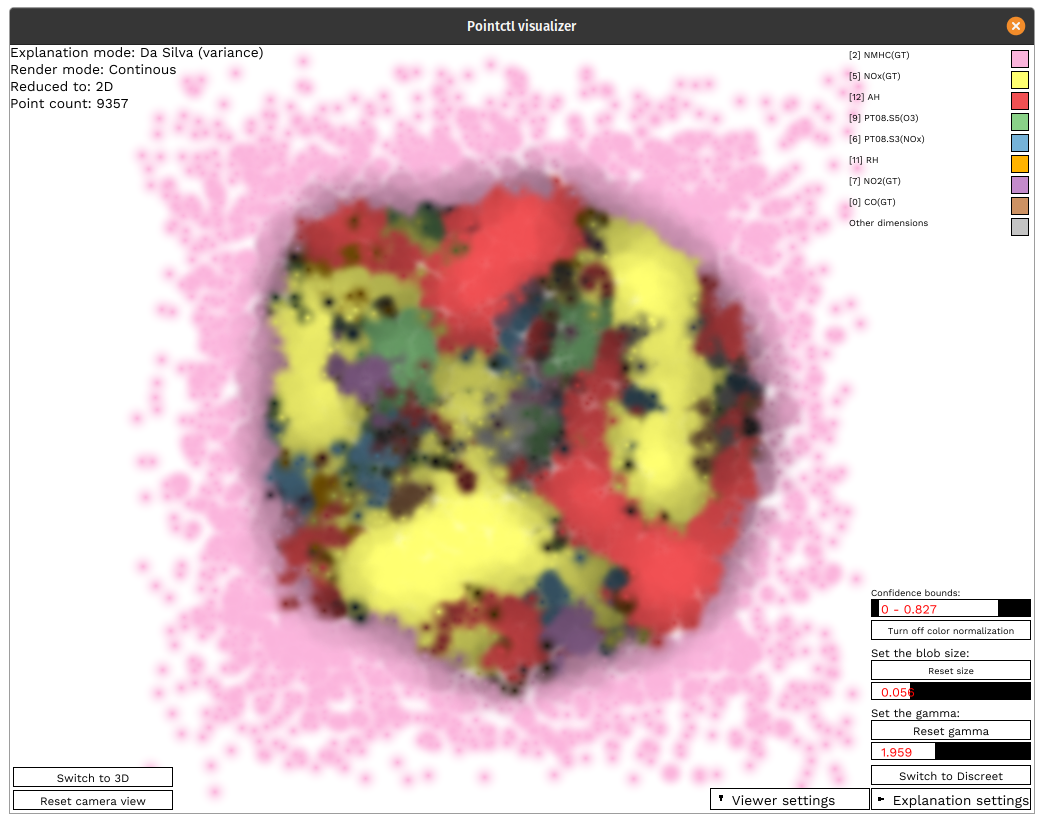 Pointctl visualizer
Explanation mode: Da Silva (variance)
Render mode: Continous
Reduced to: 2D
Point count: 9357
[2] NMHC(GT)
[5] NOx(GT)
[12] AH
[9] PT08.S5(O3)
[6] PT08.S3(NOx)
[11] RH
[7] NO2(GT)
[0] CO(GT)
Other dimensions
Confidence bounds:
0 - 0.827
Turn off color normalization
Set the blob size:
Reset size
0.056
Set the gamma:
Reset gamma
1.959
Switch to Discreet
Switch to 3D
Reset camera view
Viewer settings
Explanation settings